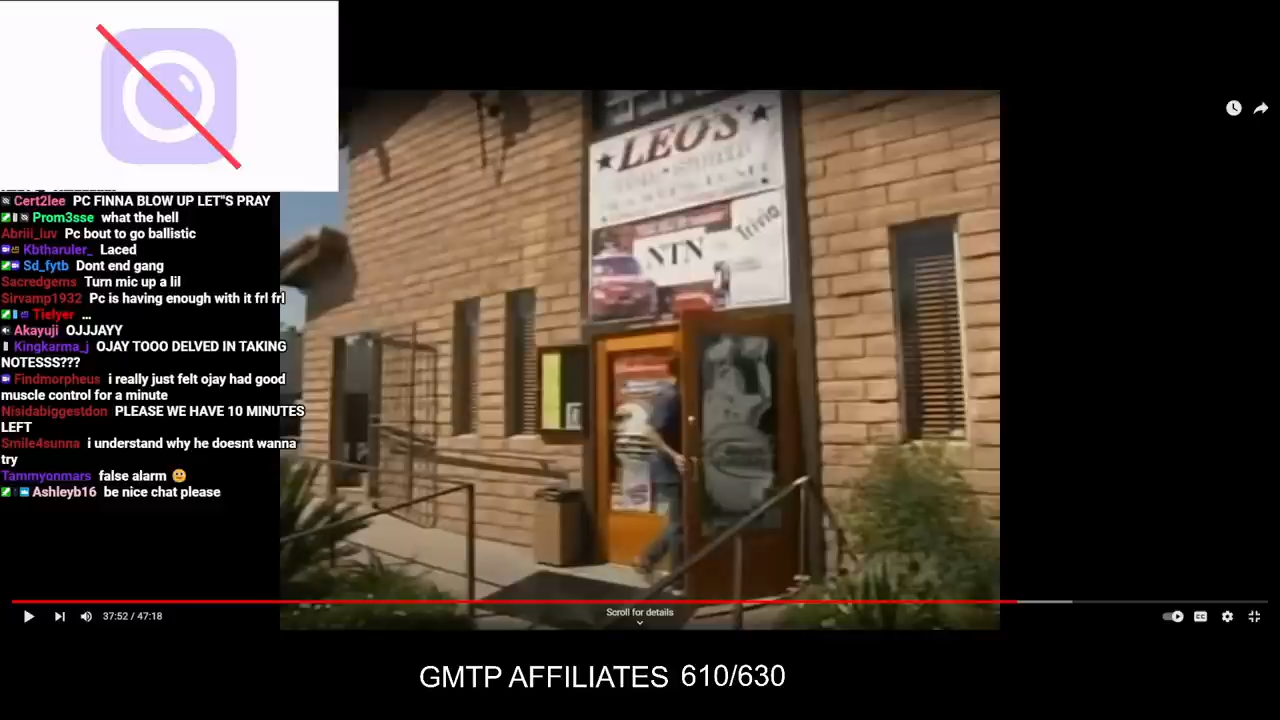 LEO'S
NTN
Trivia
Cert2lee PC FINNA BLOW UP LET"S PRAY
Prom3sse what the hell
Abriii_luv Pc bout to go ballistic
Kbtharuler_ Laced
Sd_fytb Dont end gang
Sacredgems Turn mic up a lil
Sirvamp1932 Pc is having enough with it frl frl
Tielyer ...
Akayuji OJJJAYY
Kingkarma_j OJAY TOOO DELVED IN TAKING
NOTESSS???
Findmorpheus i really just felt ojay had good
muscle control for a minute
Nisidabiggestdon PLEASE WE HAVE 10 MINUTES
LEFT
Smile4sunna i understand why he doesnt wanna
try
Tammyonmars false alarm 🫠
Ashleyb16 be nice chat please
Scroll for details
37:52 / 47:18
CC
GMTP AFFILIATES 610/630